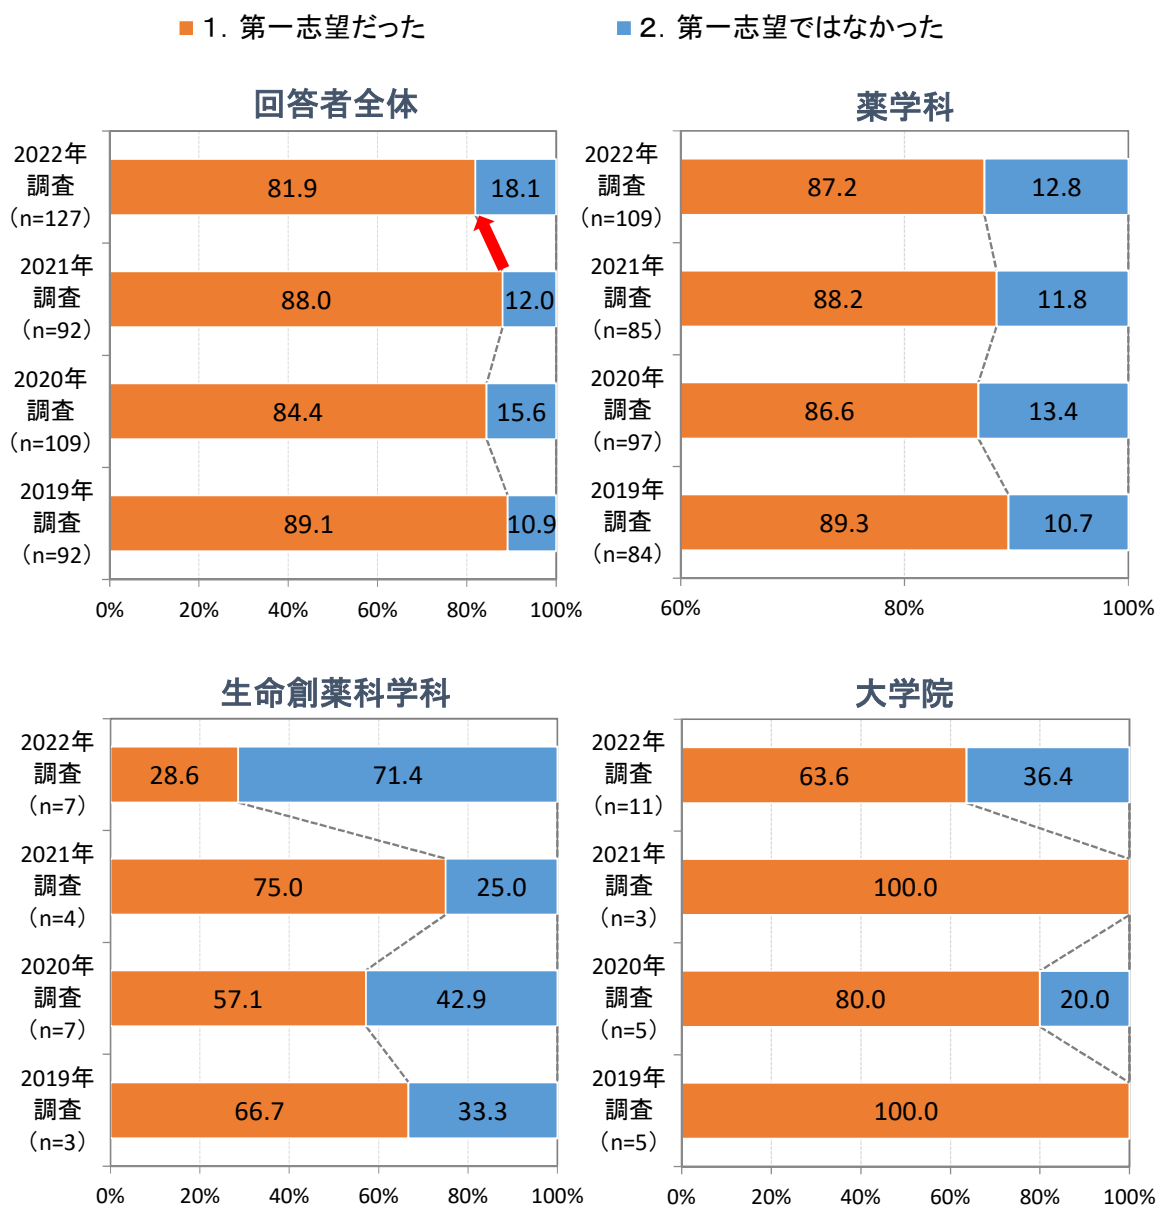 1．第一志望だった
2．第一志望ではなかった
回答者全体
2022年
調査
（n=127）
81.9
18.1
2021年
調査
（n=92）
88.0
12.0
2020年
調査
（n=109）
84.4
15.6
2019年
調査
（n=92）
89.1
10.9
0%
20%
40%
60%
80%
100%
薬学科
2022年
調査
（n=109）
87.2
12.8
2021年
調査
（n=85）
88.2
11.8
2020年
調査
（n=97）
86.6
13.4
2019年
調査
（n=84）
89.3
10.7
60%
80%
100%
生命創薬科学科
2022年
調査
（n=7）
28.6
71.4
2021年
調査
（n=4）
75.0
25.0
2020年
調査
（n=7）
57.1
42.9
2019年
調査
（n=3）
66.7
33.3
0%
20%
40%
60%
80%
100%
大学院
2022年
調査
（n=11）
63.6
36.4
2021年
調査
（n=3）
100.0
2020年
調査
（n=5）
80.0
20.0
2019年
調査
（n=5）
100.0
0%
20%
40%
60%
80%
100%